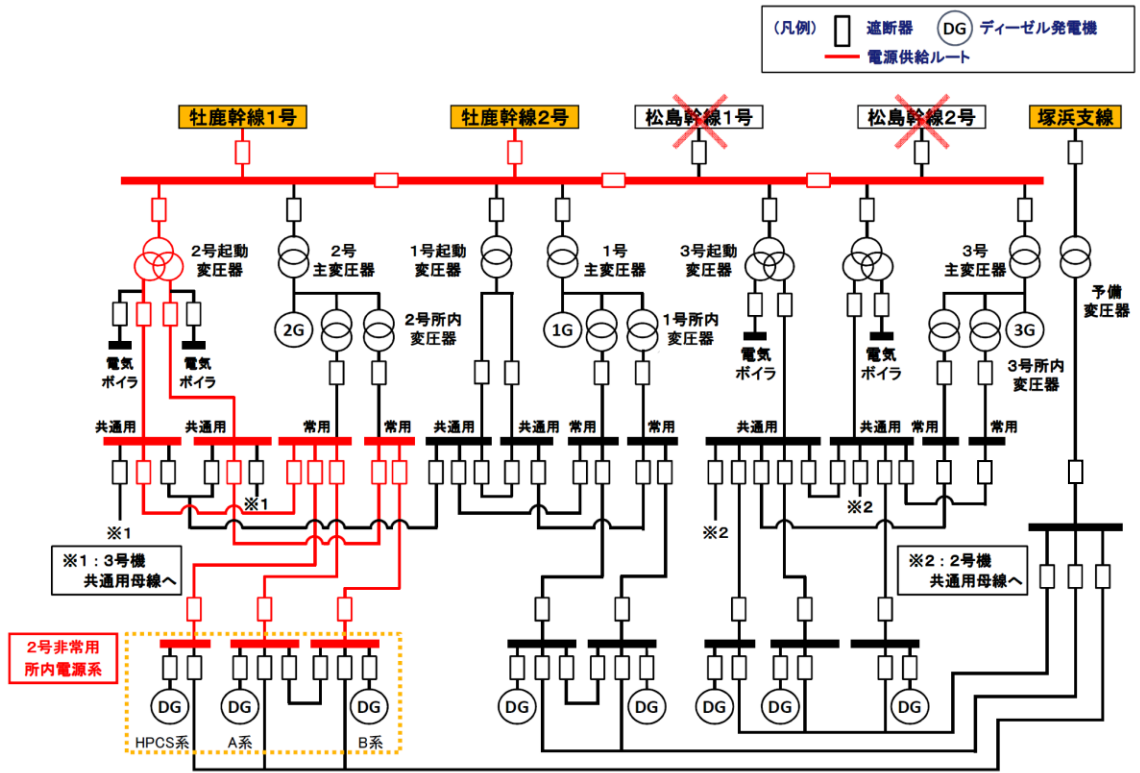 (凡例)
遮断器
DG
ディーゼル発電機
電源供給ルート
牡鹿幹線1号
牡鹿幹線2号
松島幹線1号
松島幹線2号
塚浜支線
2号起動
変圧器
2号
主変圧器
1号起動
変圧器
1号
主変圧器
3号起動
変圧器
3号
主変圧器
予備
変圧器
2G
2号所内
変圧器
1G
1号所内
変圧器
3G
3号所内
変圧器
電気
ボイラ
電気
ボイラ
電気
ボイラ
電気
ボイラ
共通用
共通用
常用
常用
共通用
共通用
常用
常用
共通用
共通用
常用
常用
※1
※1
※2
※2
※1:3号機
共通用母線へ
※2:2号機
共通用母線へ
2号非常用
所内電源系
DG
DG
DG
DG
DG
DG
DG
DG
HPCS系
A系
B系